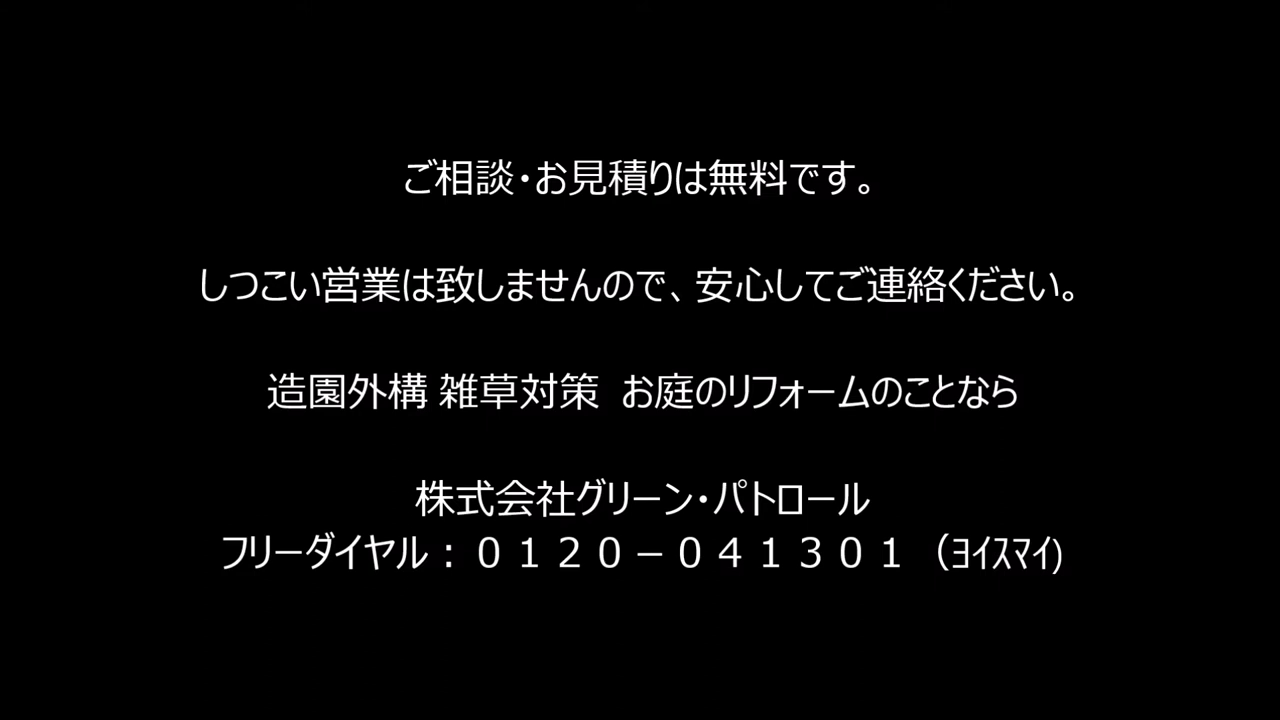 ご相談・お見積りは無料です。
しつこい営業は致しませんので、安心してご連絡ください。
造園外構 雑草対策 お庭のリフォームのことなら
株式会社グリーン・パトロール
フリーダイヤル：０１２０－０４１３０１（ﾖｲｽﾏｲ)